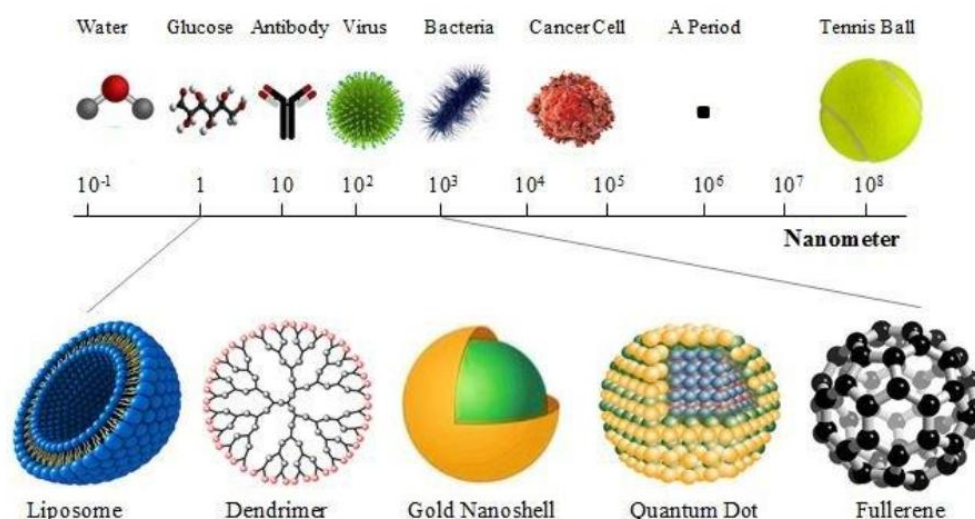 Water Glucose Antibody Virus Bacteria Cancer Cell A Period Tennis Ball
10⁻¹ 1 10 10² 10³ 10⁴ 10⁵ 10⁶ 10⁷ 10⁸
Nanometer
Liposome Dendrimer Gold Nanoshell Quantum Dot Fullerene